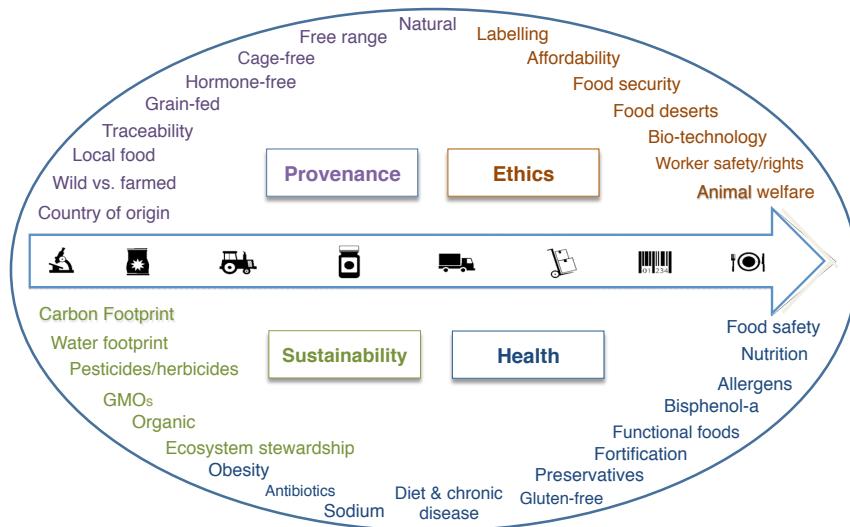 Natural
Free range
Labelling
Cage-free
Affordability
Hormone-free
Food security
Grain-fed
Food deserts
Traceability
Bio-technology
Local food
Worker safety/rights
Wild vs. farmed
Provenance
Ethics
Animal welfare
Country of origin
01 234
Carbon Footprint
Food safety
Water footprint
Sustainability
Health
Nutrition
Pesticides/herbicides
Allergens
GMOs
Bisphenol-a
Organic
Functional foods
Ecosystem stewardship
Fortification
Obesity
Preservatives
Antibiotics
Diet & chronic
disease
Gluten-free
Sodium